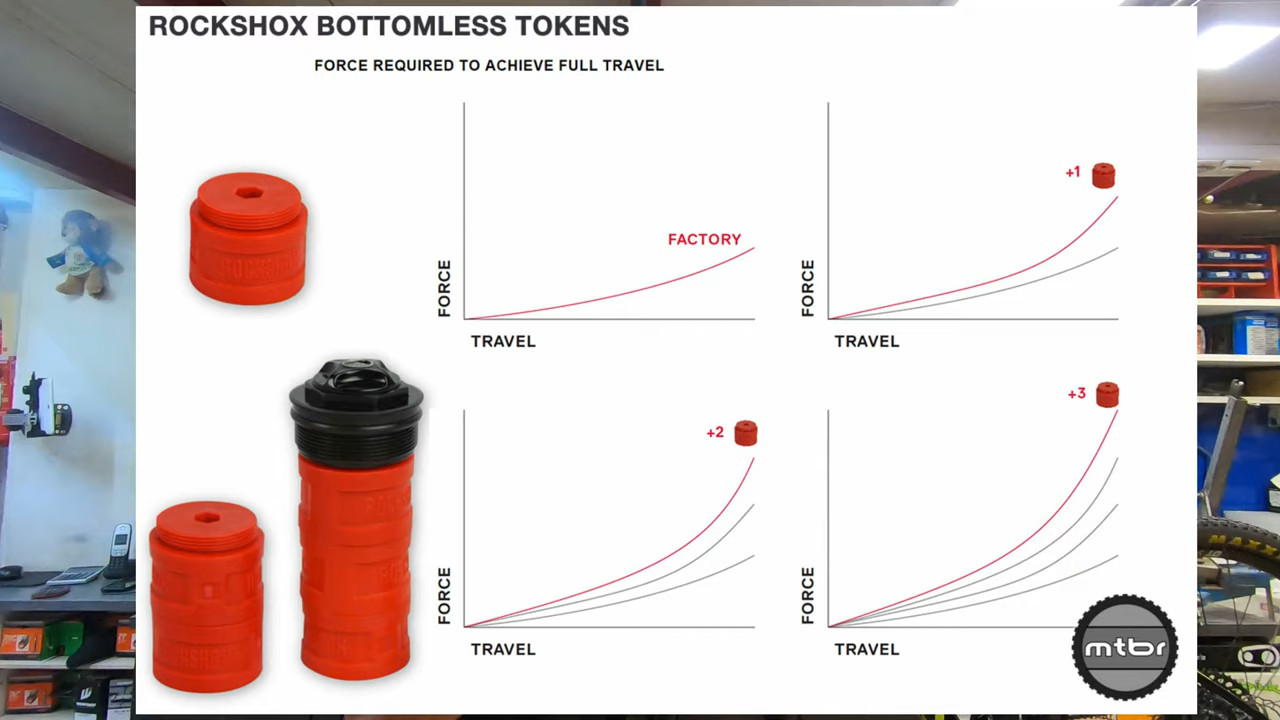 ROCKSHOX BOTTOMLESS TOKENS
FORCE REQUIRED TO ACHIEVE FULL TRAVEL
FACTORY
FORCE
TRAVEL
+1
FORCE
TRAVEL
+2
FORCE
TRAVEL
+3
FORCE
TRAVEL
mtbr
ROCKSHOX